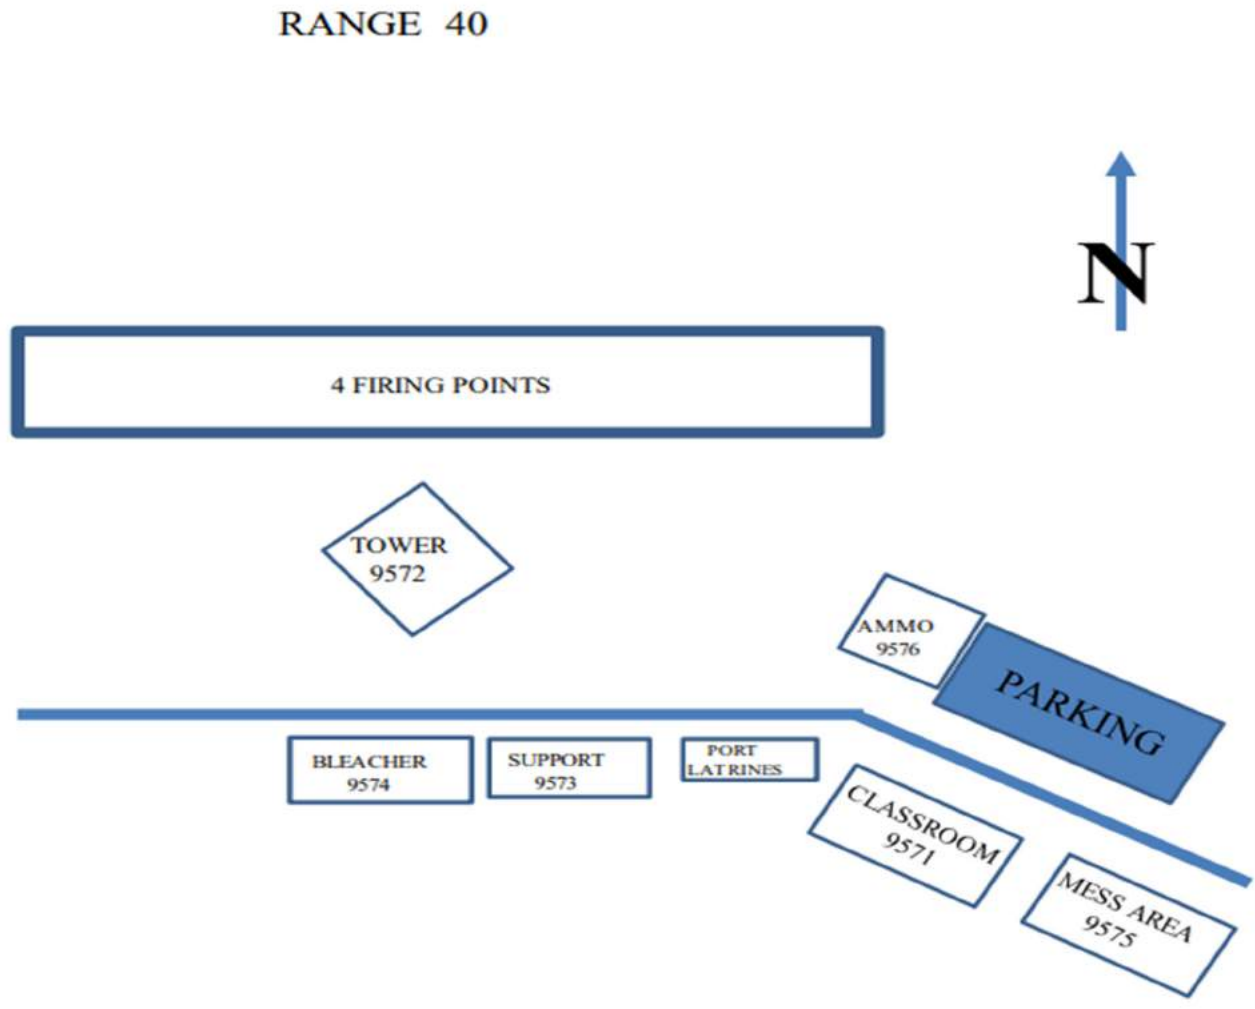 RANGE 40
N
4 FIRING POINTS
TOWER
9572
AMMO
9576
PARKING
BLEACHER
9574
SUPPORT
9573
PORT
LATRINES
CLASSROOM
9571
MESS AREA
9575